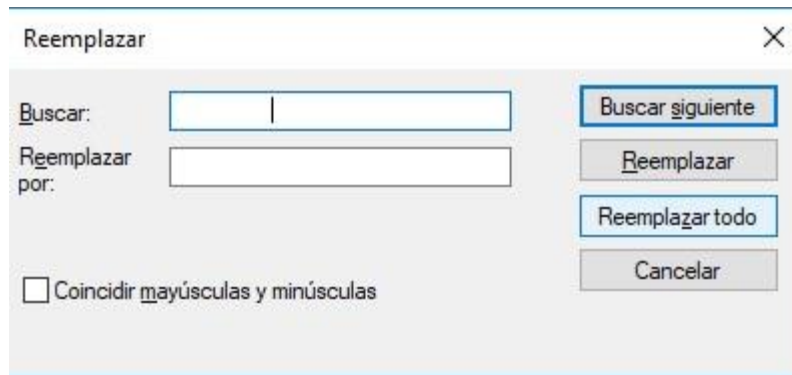 Reemplazar
Buscar:
Buscar siguiente
Reemplazar
por:
Reemplazar
Reemplazar todo
Cancelar
Coincidir mayúsculas y minúsculas